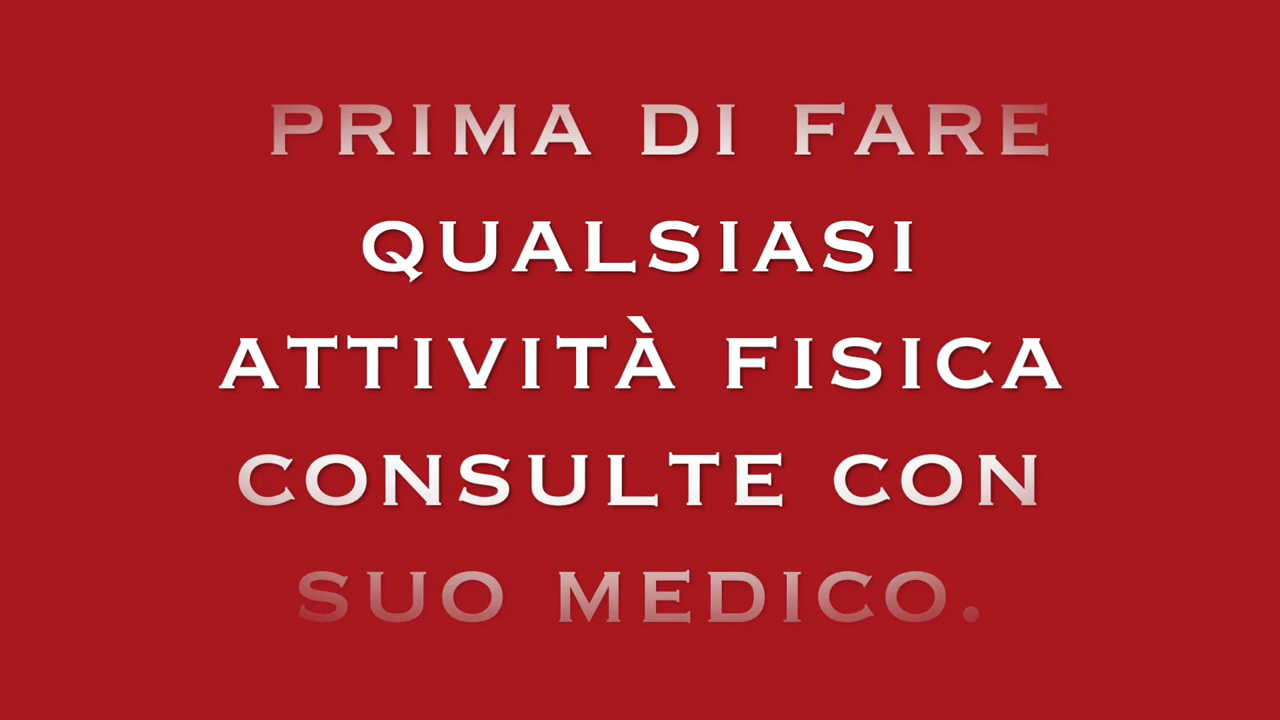 PRIMA DI FARE
QUALSIASI
ATTIVITÀ FISICA
CONSULTE CON
SUO MEDICO.